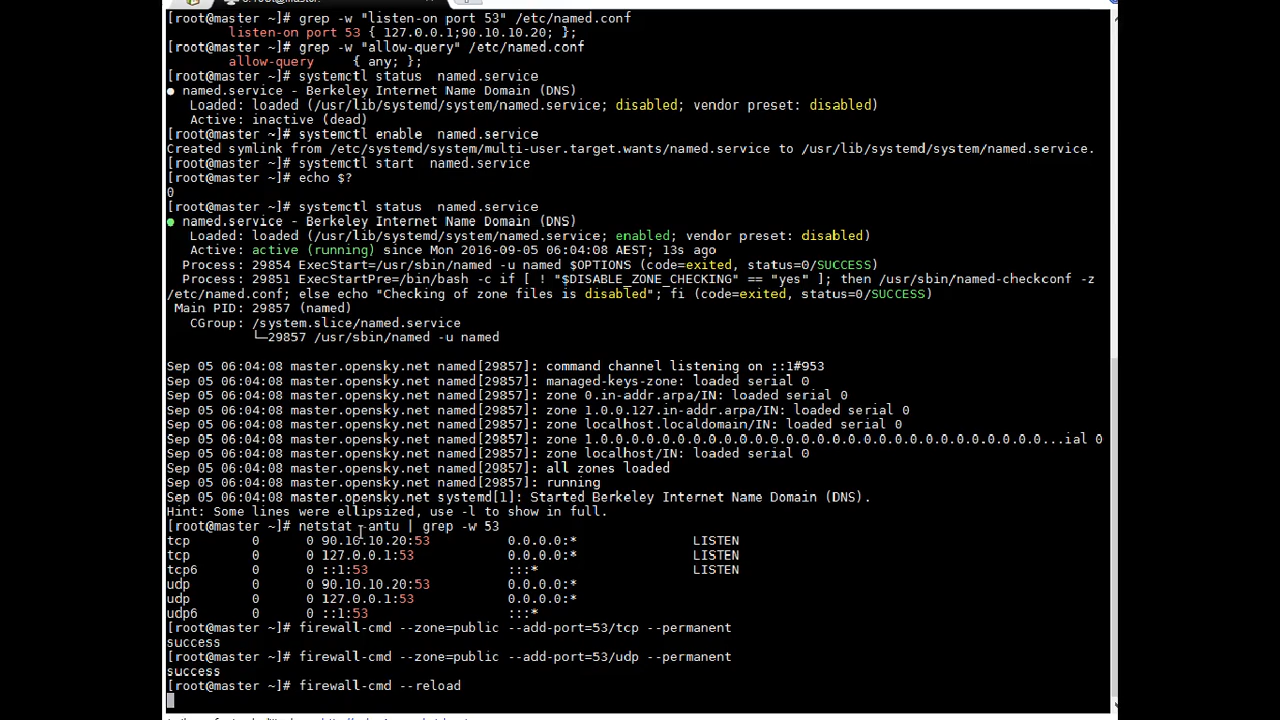 [root@master ~]# grep -w "listen-on port 53" /etc/named.conf
listen-on port 53 { 127.0.0.1;90.10.10.20; };
[root@master ~]# grep -w "allow-query" /etc/named.conf
allow-query     { any; };
[root@master ~]# systemctl status  named.service
● named.service - Berkeley Internet Name Domain (DNS)
Loaded: loaded (/usr/lib/systemd/system/named.service; disabled; vendor preset: disabled)
Active: inactive (dead)
[root@master ~]# systemctl enable  named.service
Created symlink from /etc/systemd/system/multi-user.target.wants/named.service to /usr/lib/systemd/system/named.service.
[root@master ~]# systemctl start  named.service
[root@master ~]# echo $?
0
[root@master ~]# systemctl status  named.service
● named.service - Berkeley Internet Name Domain (DNS)
Loaded: loaded (/usr/lib/systemd/system/named.service; enabled; vendor preset: disabled)
Active: active (running) since Mon 2016-09-05 06:04:08 AEST; 13s ago
Process: 29854 ExecStart=/usr/sbin/named -u named $OPTIONS (code=exited, status=0/SUCCESS)
Process: 29851 ExecStartPre=/bin/bash -c if [ ! "$DISABLE_ZONE_CHECKING" == "yes" ]; then /usr/sbin/named-checkconf -z
/etc/named.conf; else echo "Checking of zone files is disabled"; fi (code=exited, status=0/SUCCESS)
Main PID: 29857 (named)
CGroup: /system.slice/named.service
└─29857 /usr/sbin/named -u named
Sep 05 06:04:08 master.opensky.net named[29857]: command channel listening on ::1#953
Sep 05 06:04:08 master.opensky.net named[29857]: managed-keys-zone: loaded serial 0
Sep 05 06:04:08 master.opensky.net named[29857]: zone 0.in-addr.arpa/IN: loaded serial 0
Sep 05 06:04:08 master.opensky.net named[29857]: zone 1.0.0.127.in-addr.arpa/IN: loaded serial 0
Sep 05 06:04:08 master.opensky.net named[29857]: zone localhost.localdomain/IN: loaded serial 0
Sep 05 06:04:08 master.opensky.net named[29857]: zone 1.0.0.0.0.0.0.0.0.0.0.0.0.0.0.0.0.0.0.0.0.0.0.0.0.0.0.0.0...ial 0
Sep 05 06:04:08 master.opensky.net named[29857]: zone localhost/IN: loaded serial 0
Sep 05 06:04:08 master.opensky.net named[29857]: all zones loaded
Sep 05 06:04:08 master.opensky.net named[29857]: running
Sep 05 06:04:08 master.opensky.net systemd[1]: Started Berkeley Internet Name Domain (DNS).
Hint: Some lines were ellipsized, use -l to show in full.
[root@master ~]# netstat -antu | grep -w 53
tcp        0      0 90.10.10.20:53          0.0.0.0:*               LISTEN
tcp        0      0 127.0.0.1:53            0.0.0.0:*               LISTEN
tcp6       0      0 ::1:53                  :::*                    LISTEN
udp        0      0 90.10.10.20:53          0.0.0.0:*
udp        0      0 127.0.0.1:53            0.0.0.0:*
udp6       0      0 ::1:53                  :::*
[root@master ~]# firewall-cmd --zone=public --add-port=53/tcp --permanent
success
[root@master ~]# firewall-cmd --zone=public --add-port=53/udp --permanent
success
[root@master ~]# firewall-cmd --reload